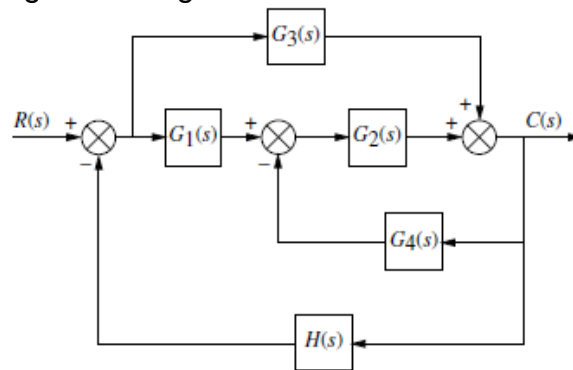 G3(s)
+
R(s) + G1(s) + G2(s) + C(s)
− −
G4(s)
H(s)